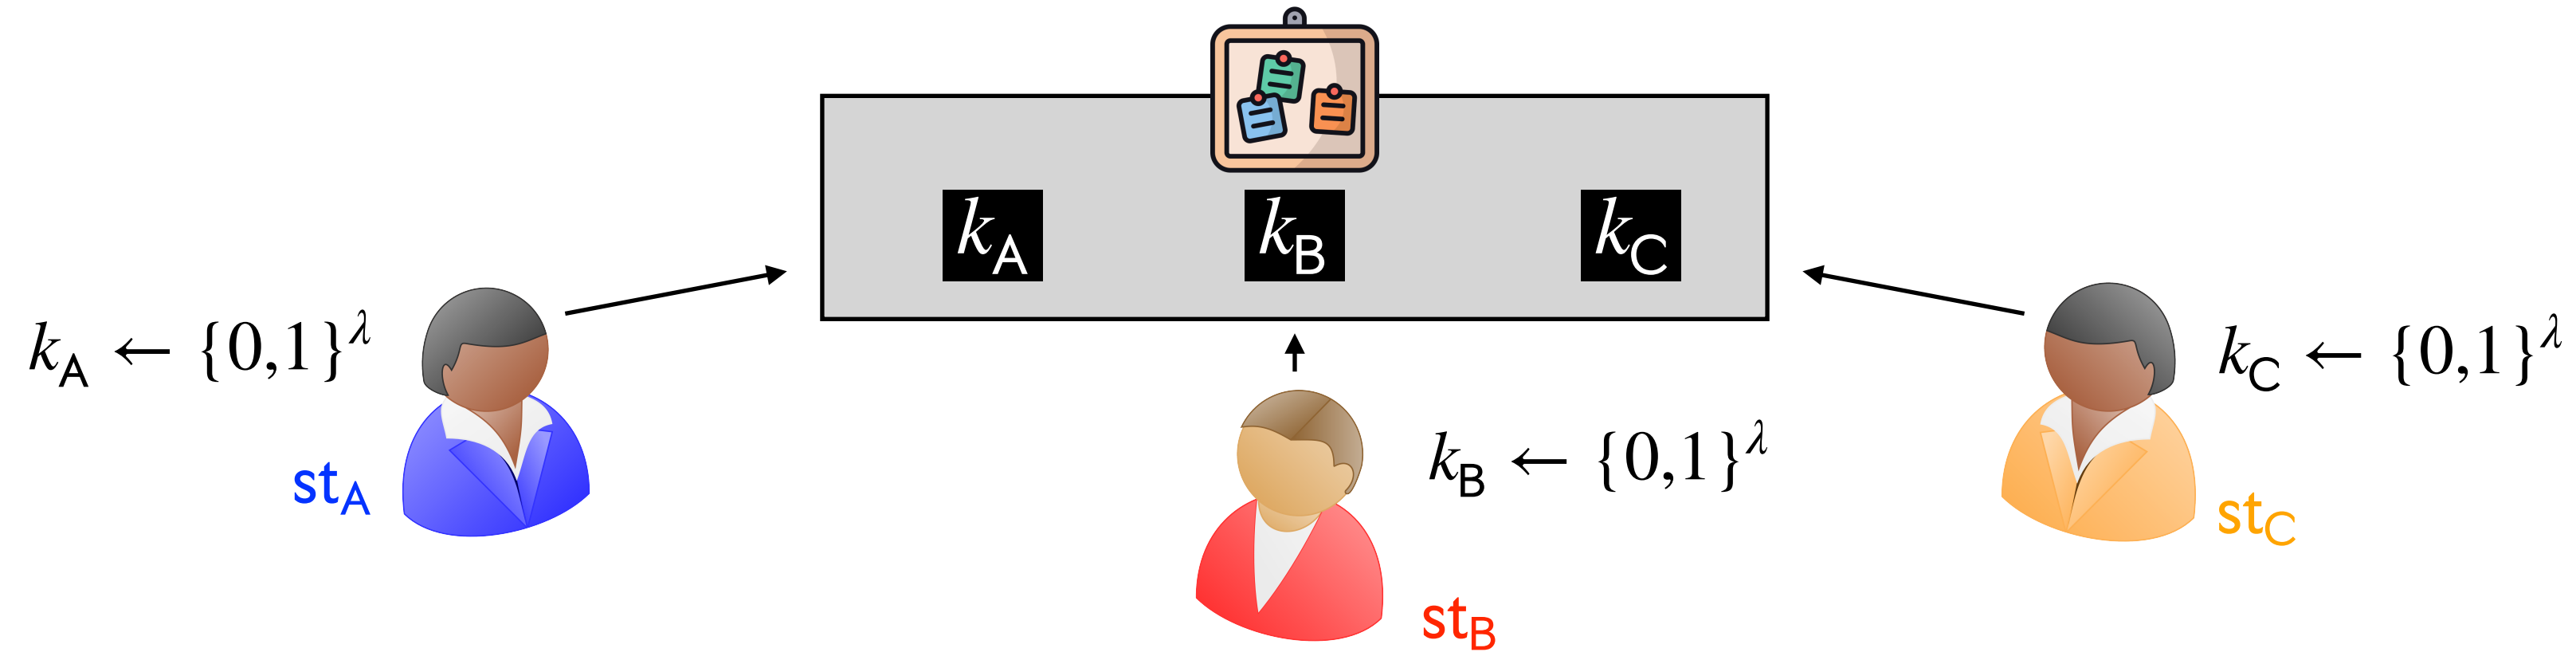 k_A k_B k_C
k_A ← {0,1}^λ
k_C ← {0,1}^λ
k_B ← {0,1}^λ
st_A
st_C
st_B